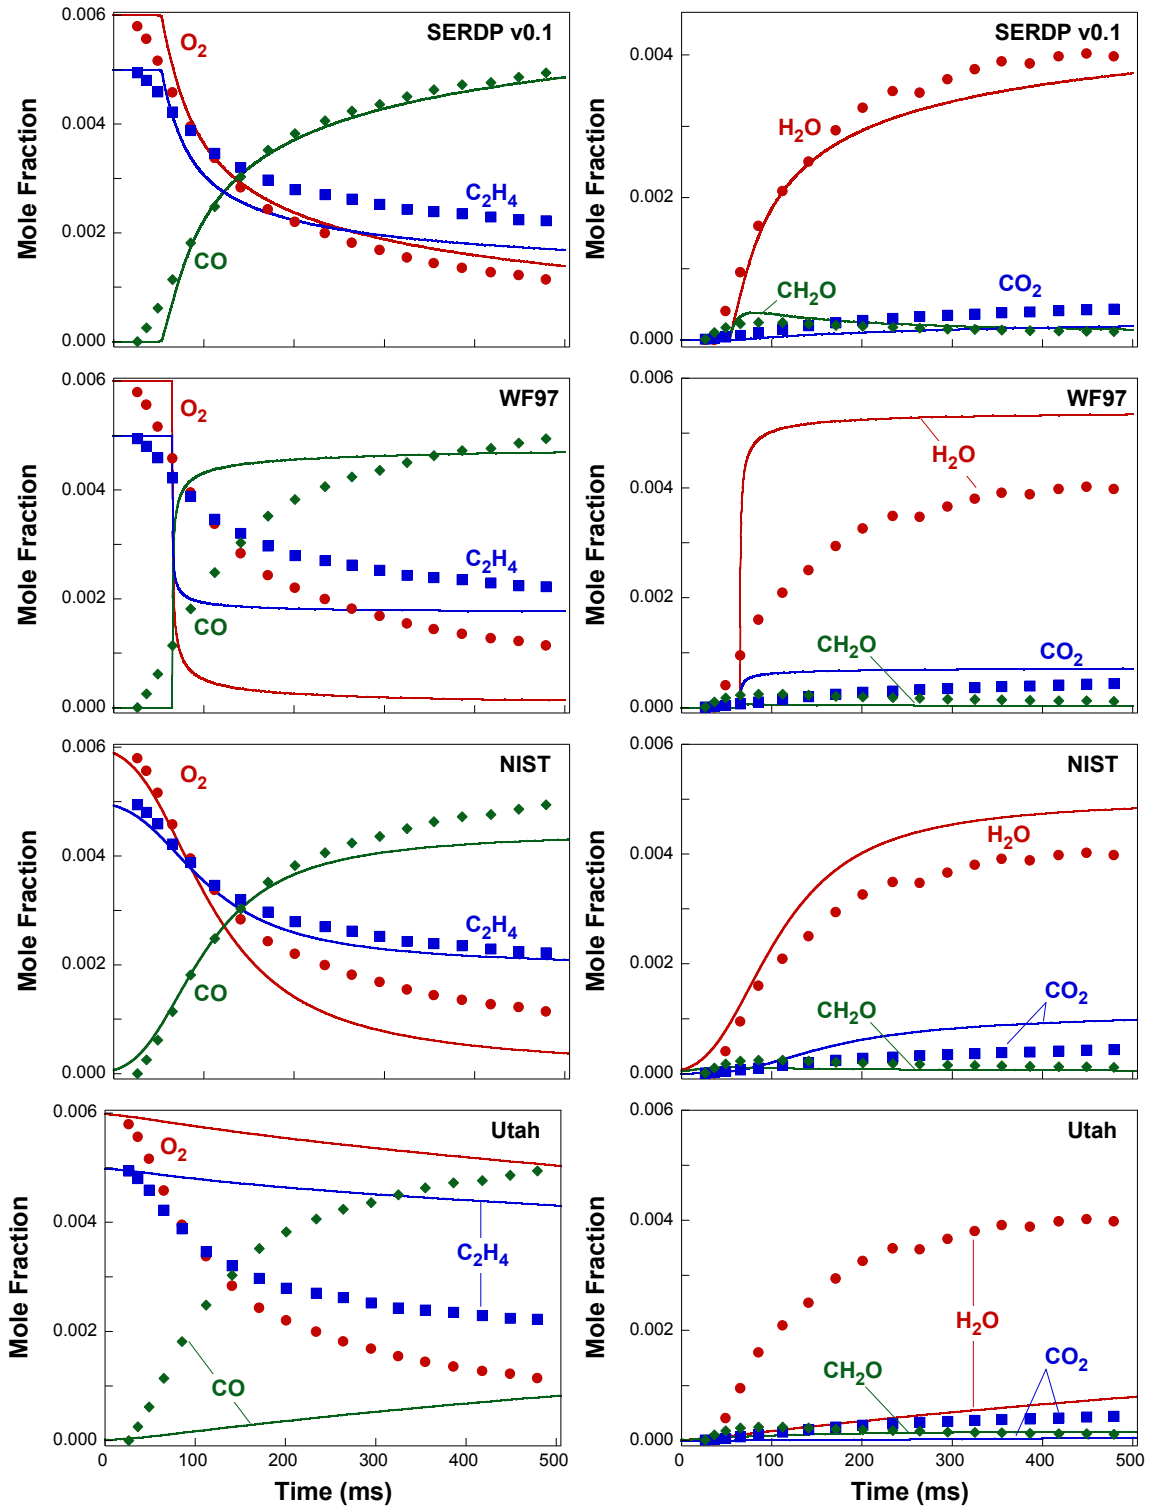 0.006
0.004
0.002
0.000
Mole Fraction
SERDP v0.1
O2
C2H4
CO
0.004
0.002
0.000
Mole Fraction
SERDP v0.1
H2O
CH2O
CO2
0.006
0.004
0.002
0.000
Mole Fraction
WF97
O2
C2H4
CO
0.006
0.004
0.002
0.000
Mole Fraction
WF97
H2O
CH2O
CO2
0.006
0.004
0.002
0.000
Mole Fraction
NIST
O2
C2H4
CO
0.006
0.004
0.002
0.000
Mole Fraction
NIST
H2O
CH2O
CO2
0.006
0.004
0.002
0.000
Mole Fraction
Utah
O2
C2H4
CO
0 100 200 300 400 500
Time (ms)
0.006
0.004
0.002
0.000
Mole Fraction
Utah
H2O
CH2O
CO2
0 100 200 300 400 500
Time (ms)